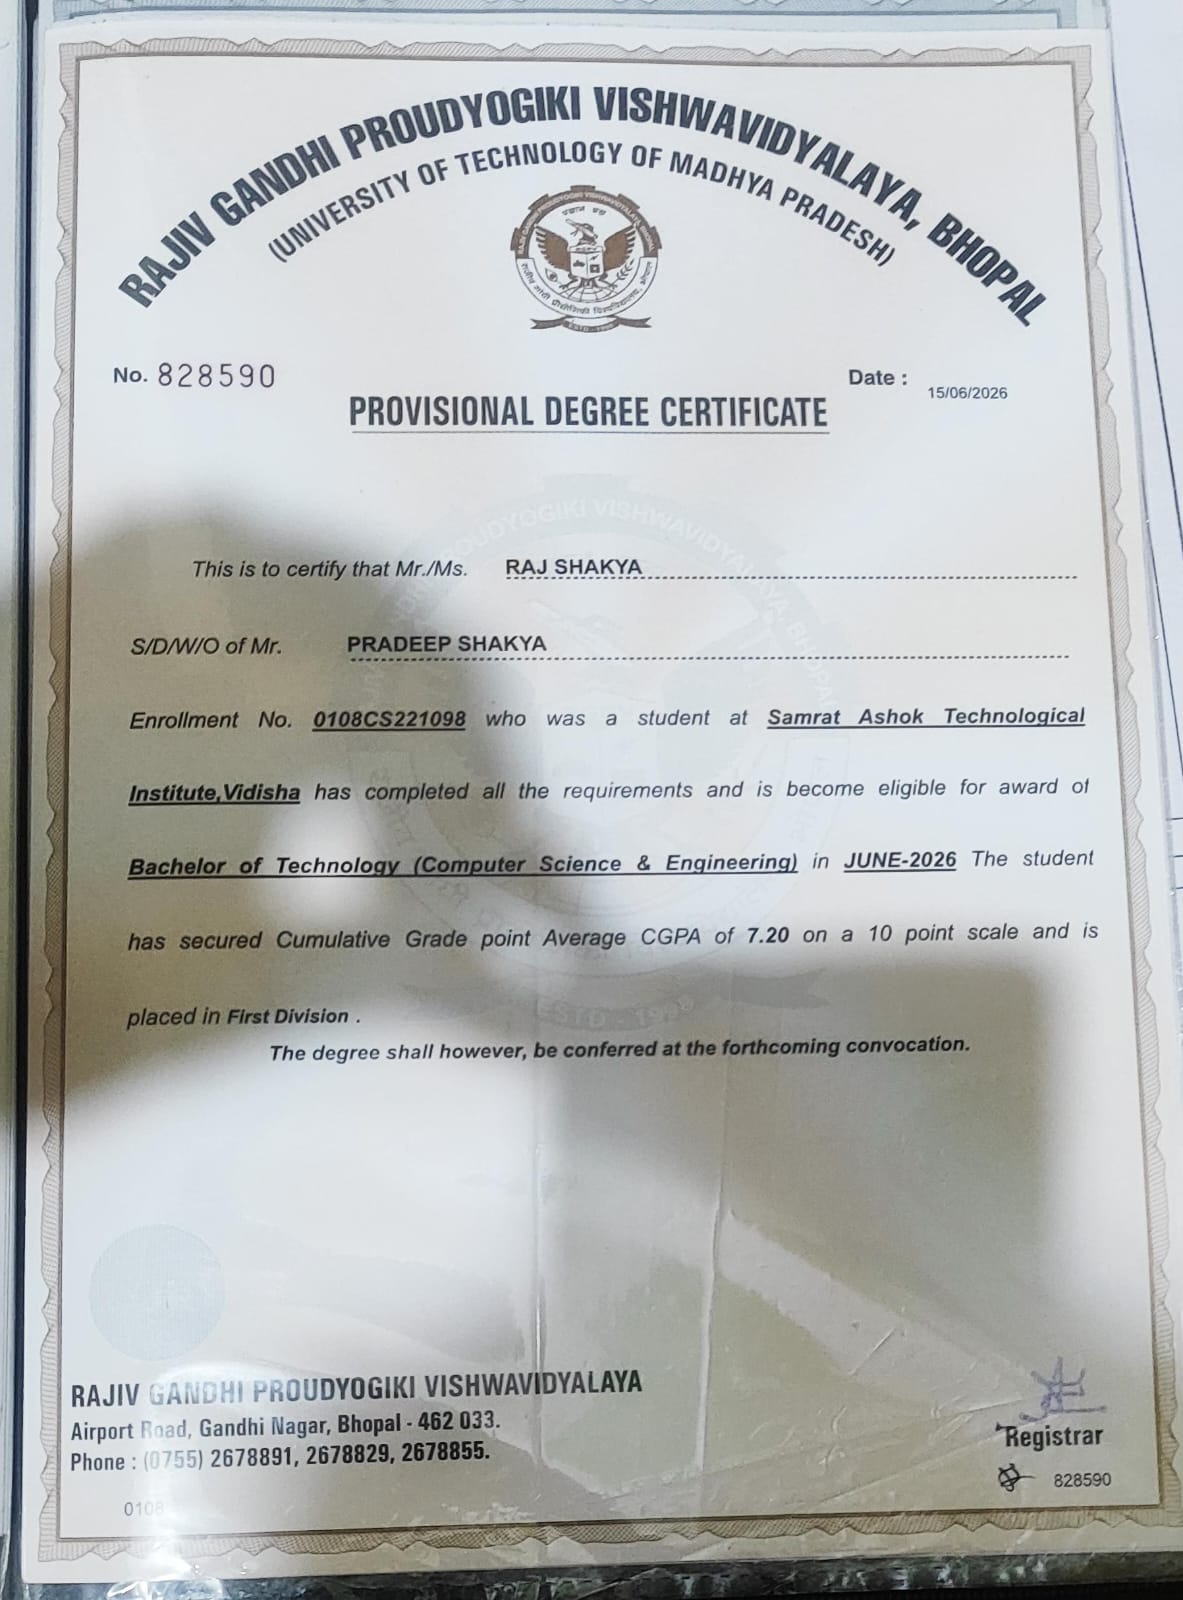 RAJIV GANDHI PROUDYOGIKI VISHWAVIDYALAYA, BHOPAL
(UNIVERSITY OF TECHNOLOGY OF MADHYA PRADESH)
No. 828590
Date :
15/06/2026
PROVISIONAL DEGREE CERTIFICATE
This is to certify that Mr./Ms. RAJ SHAKYA
S/D/W/O of Mr. PRADEEP SHAKYA
Enrollment No. 0108CS221098 who was a student at Samrat Ashok Technological
Institute,Vidisha has completed all the requirements and is become eligible for award of
Bachelor of Technology (Computer Science & Engineering) in JUNE-2026 The student
has secured Cumulative Grade point Average CGPA of 7.20 on a 10 point scale and is
placed in First Division .
The degree shall however, be conferred at the forthcoming convocation.
RAJIV GANDHI PROUDYOGIKI VISHWAVIDYALAYA
Airport Road, Gandhi Nagar, Bhopal - 462 033.
Phone : (0755) 2678891, 2678829, 2678855.
Registrar
828590
0108